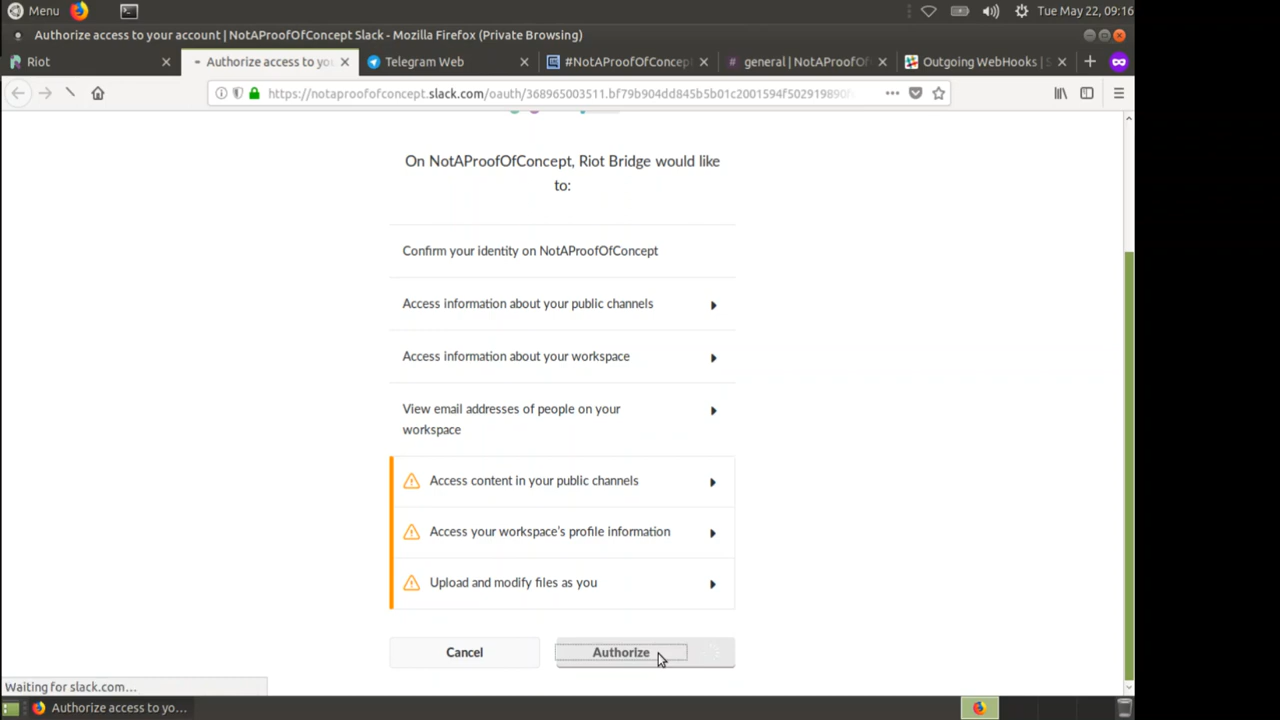 Menu
Tue May 22, 09:16
Authorize access to your account | NotAProofOfConcept Slack - Mozilla Firefox (Private Browsing)
Riot
Authorize access to you
Telegram Web
#NotAProofOfConcept
general | NotAProofOf
Outgoing WebHooks | S
https://notaproofofconcept.slack.com/oauth/368965003511.bf79b904dd845b5b01c2001594f502919890f
On NotAProofOfConcept, Riot Bridge would like
to:
Confirm your identity on NotAProofOfConcept
Access information about your public channels
Access information about your workspace
View email addresses of people on your
workspace
Access content in your public channels
Access your workspace's profile information
Upload and modify files as you
Cancel
Authorize
Waiting for slack.com…
Authorize access to yo...